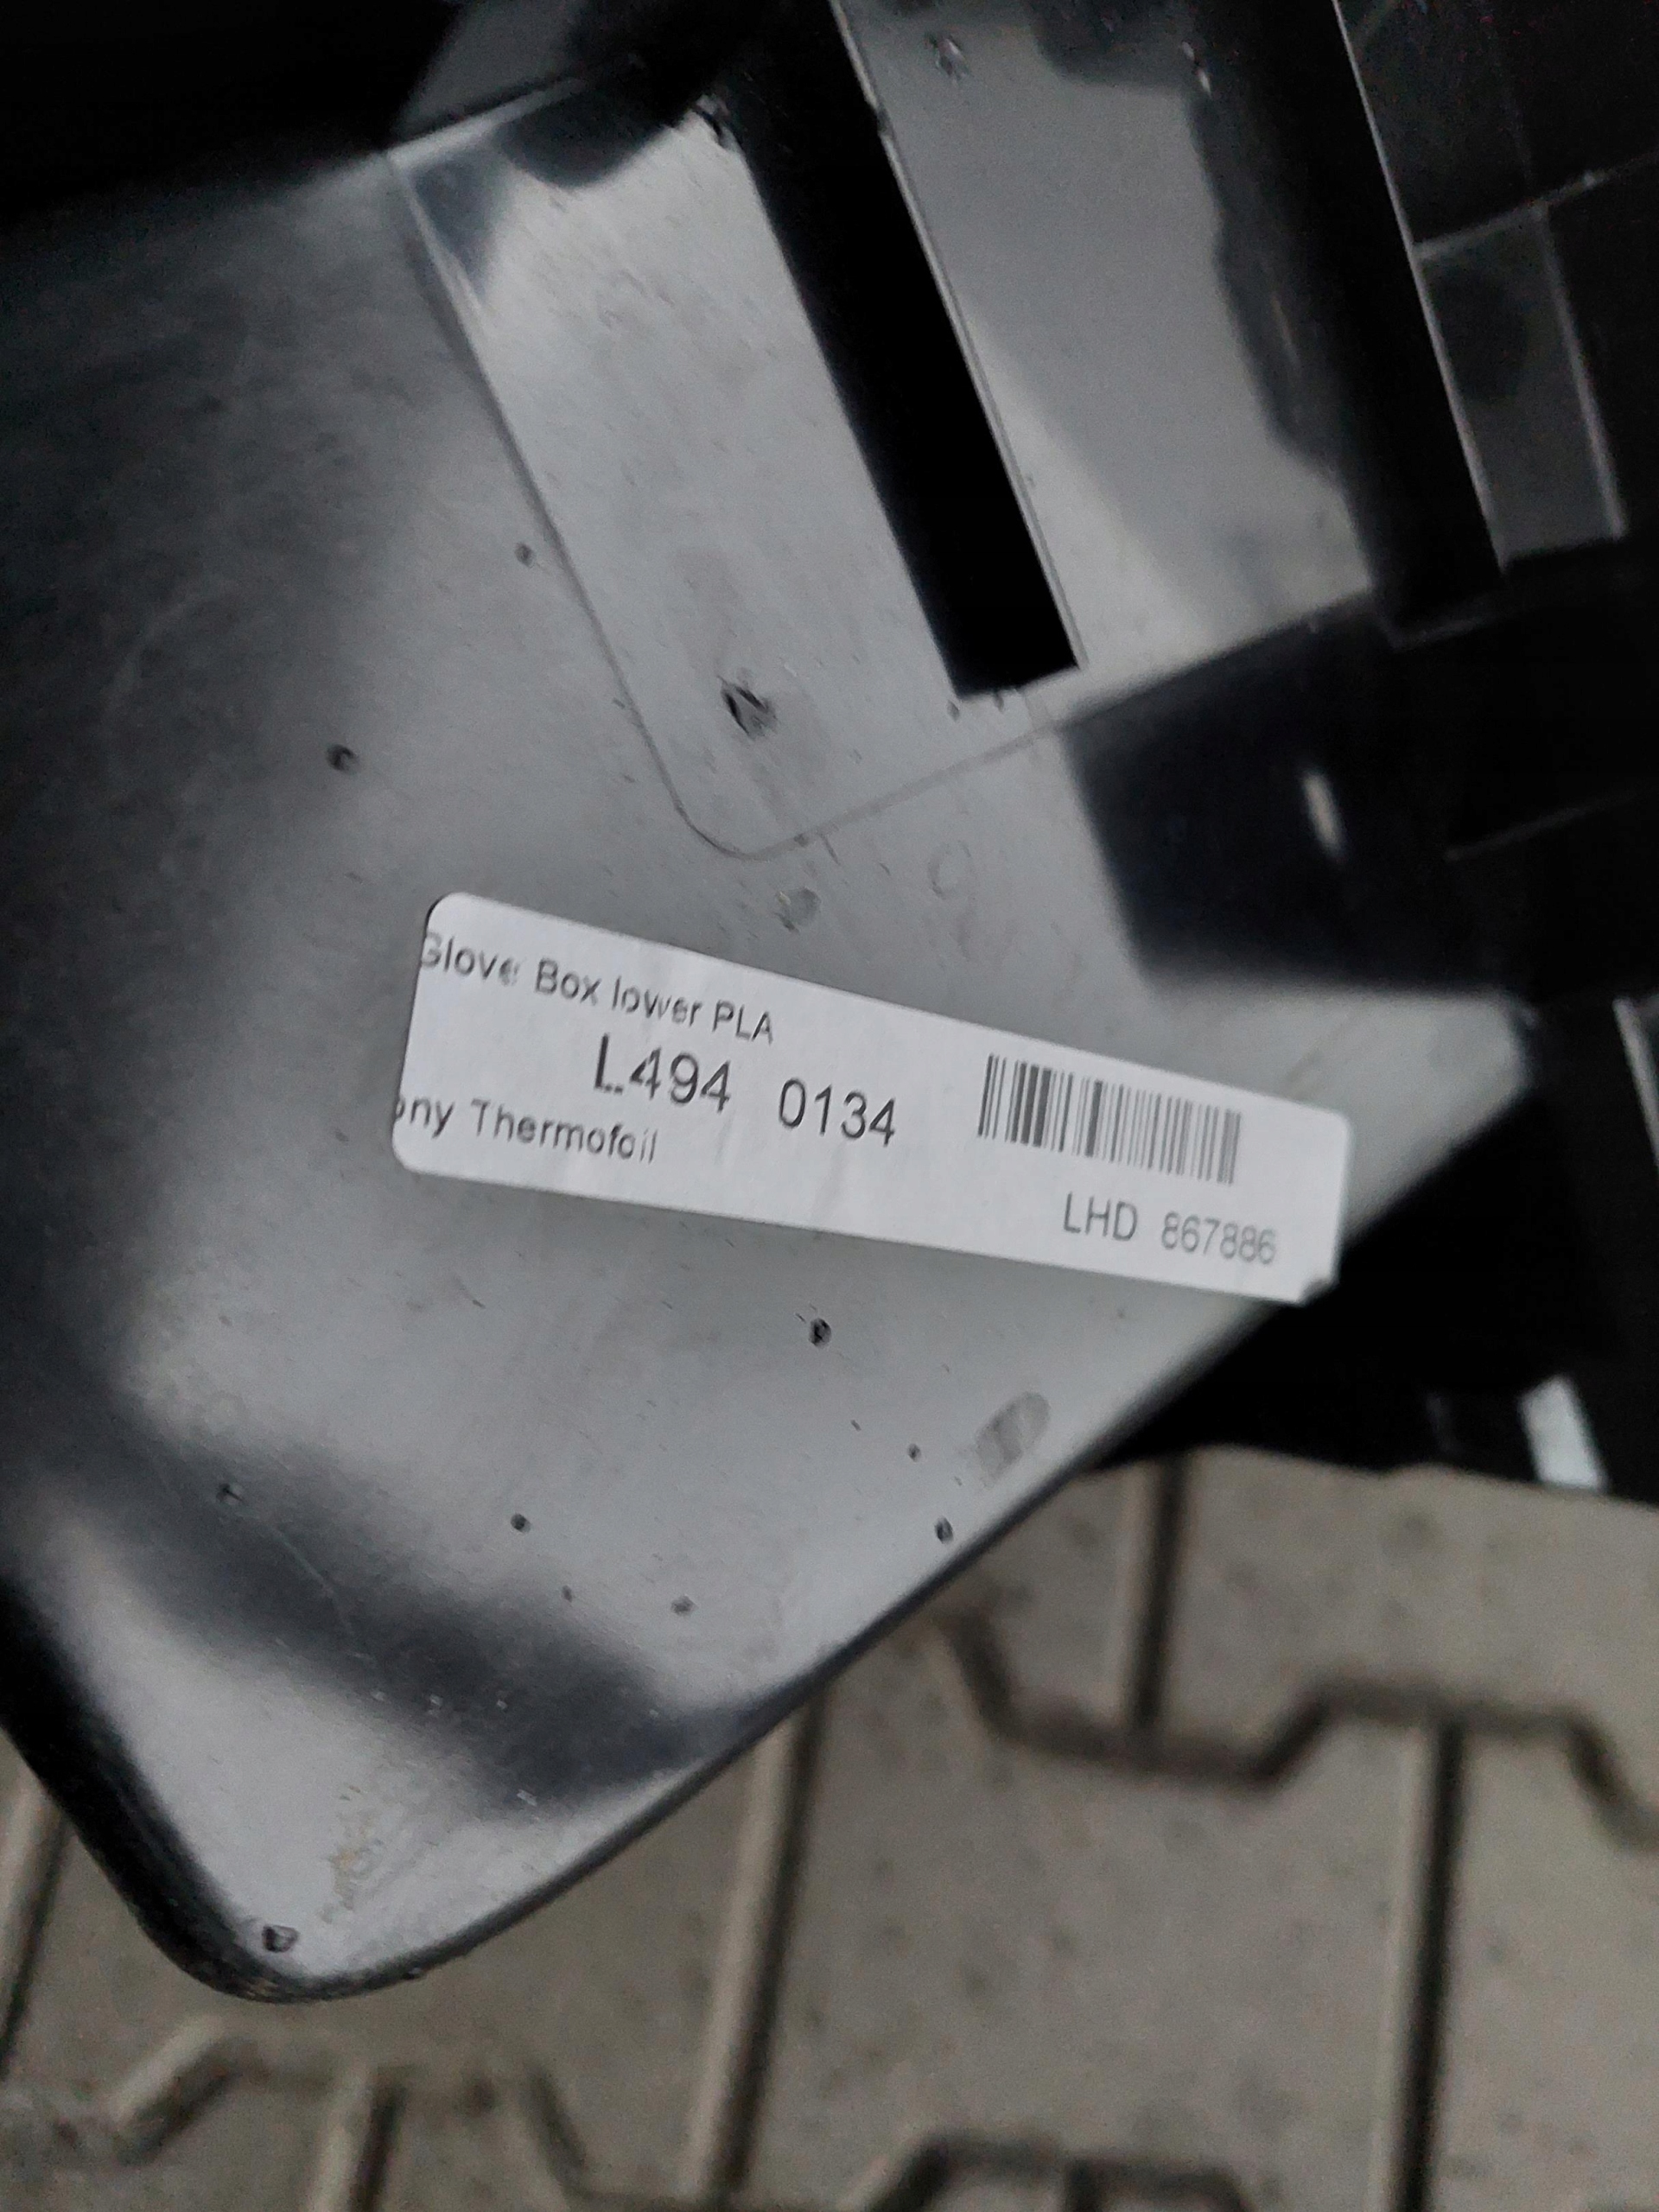 Glove Box lower PLA
L494 0134
ony Thermofoil
LHD 867886